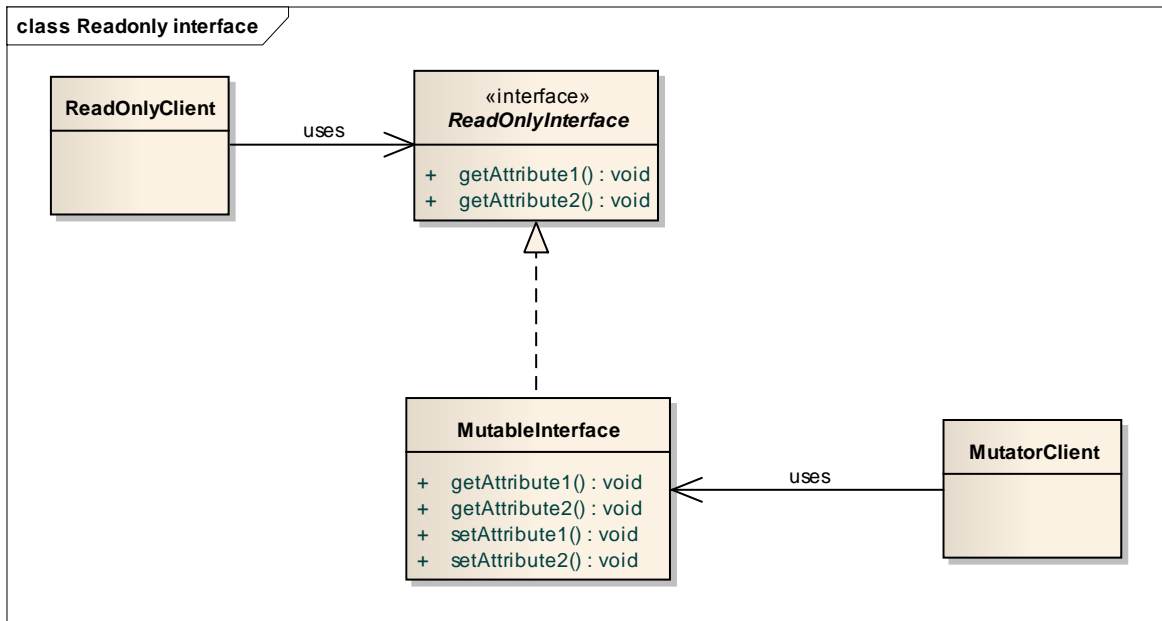 class Readonly interface
ReadOnlyClient
uses
«interface»
ReadOnlyInterface
+ getAttribute1() : void
+ getAttribute2() : void
MutableInterface
+ getAttribute1() : void
+ getAttribute2() : void
+ setAttribute1() : void
+ setAttribute2() : void
uses
MutatorClient